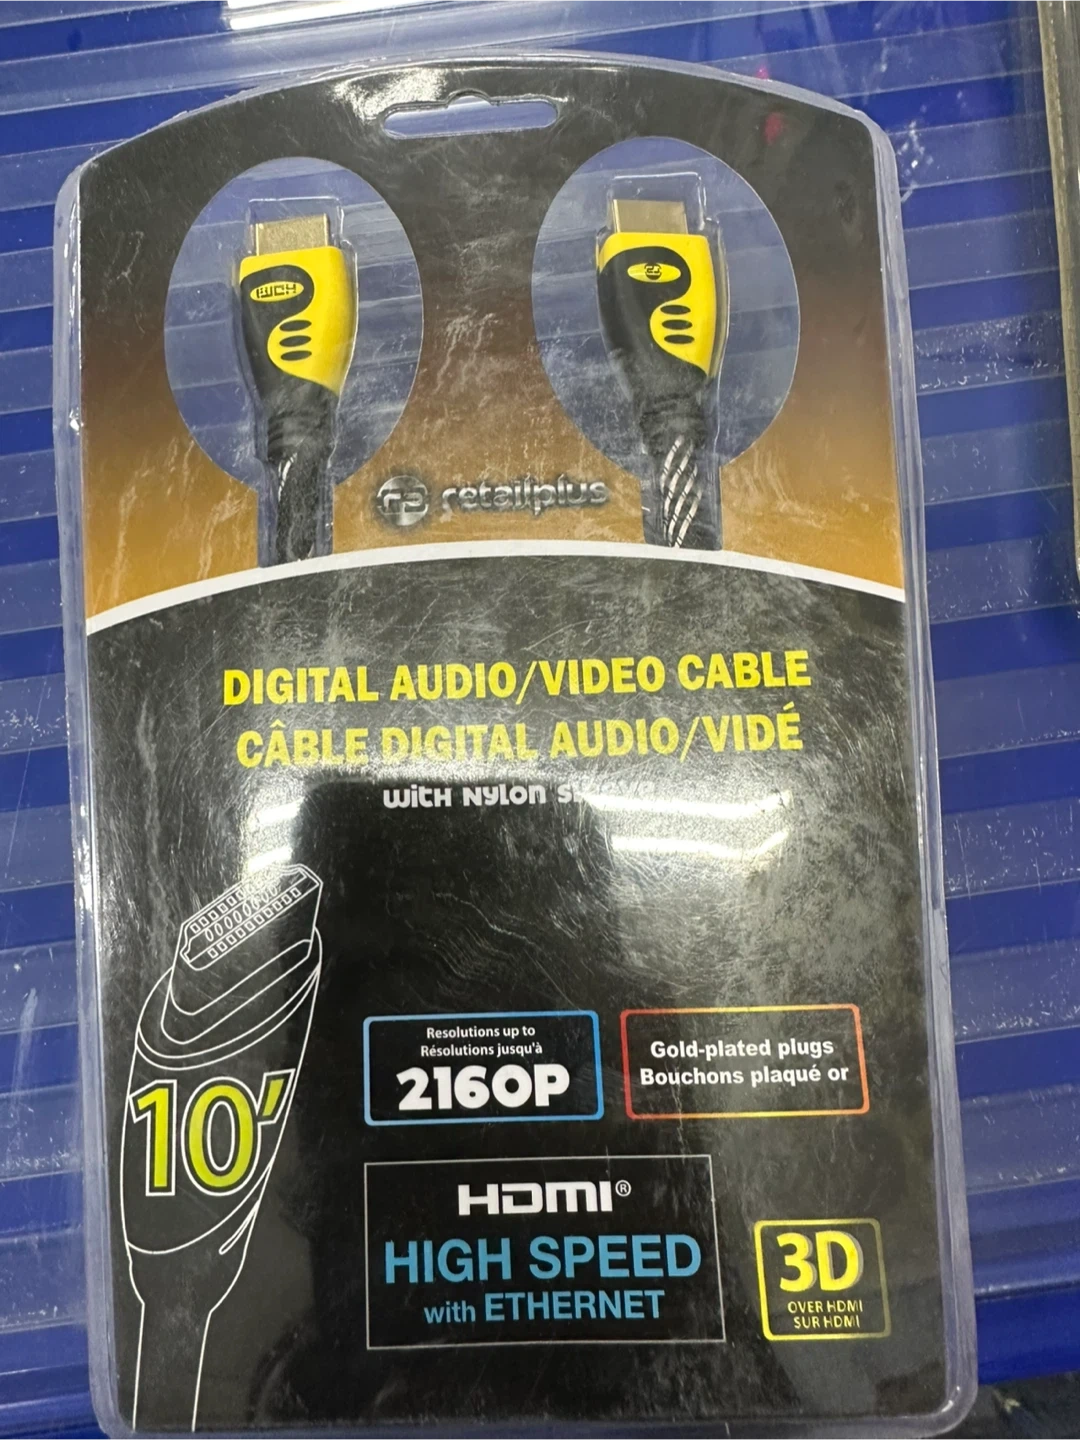 HDMI
retailplus
DIGITAL AUDIO/VIDEO CABLE
CÂBLE DIGITAL AUDIO/VIDÉ
WITH NYLON
10'
Resolutions up to
Résolutions jusqu'à
2160P
Gold-plated plugs
Bouchons plaqué or
HDMI®
HIGH SPEED
with ETHERNET
3D
OVER HDMI
SUR HDMI